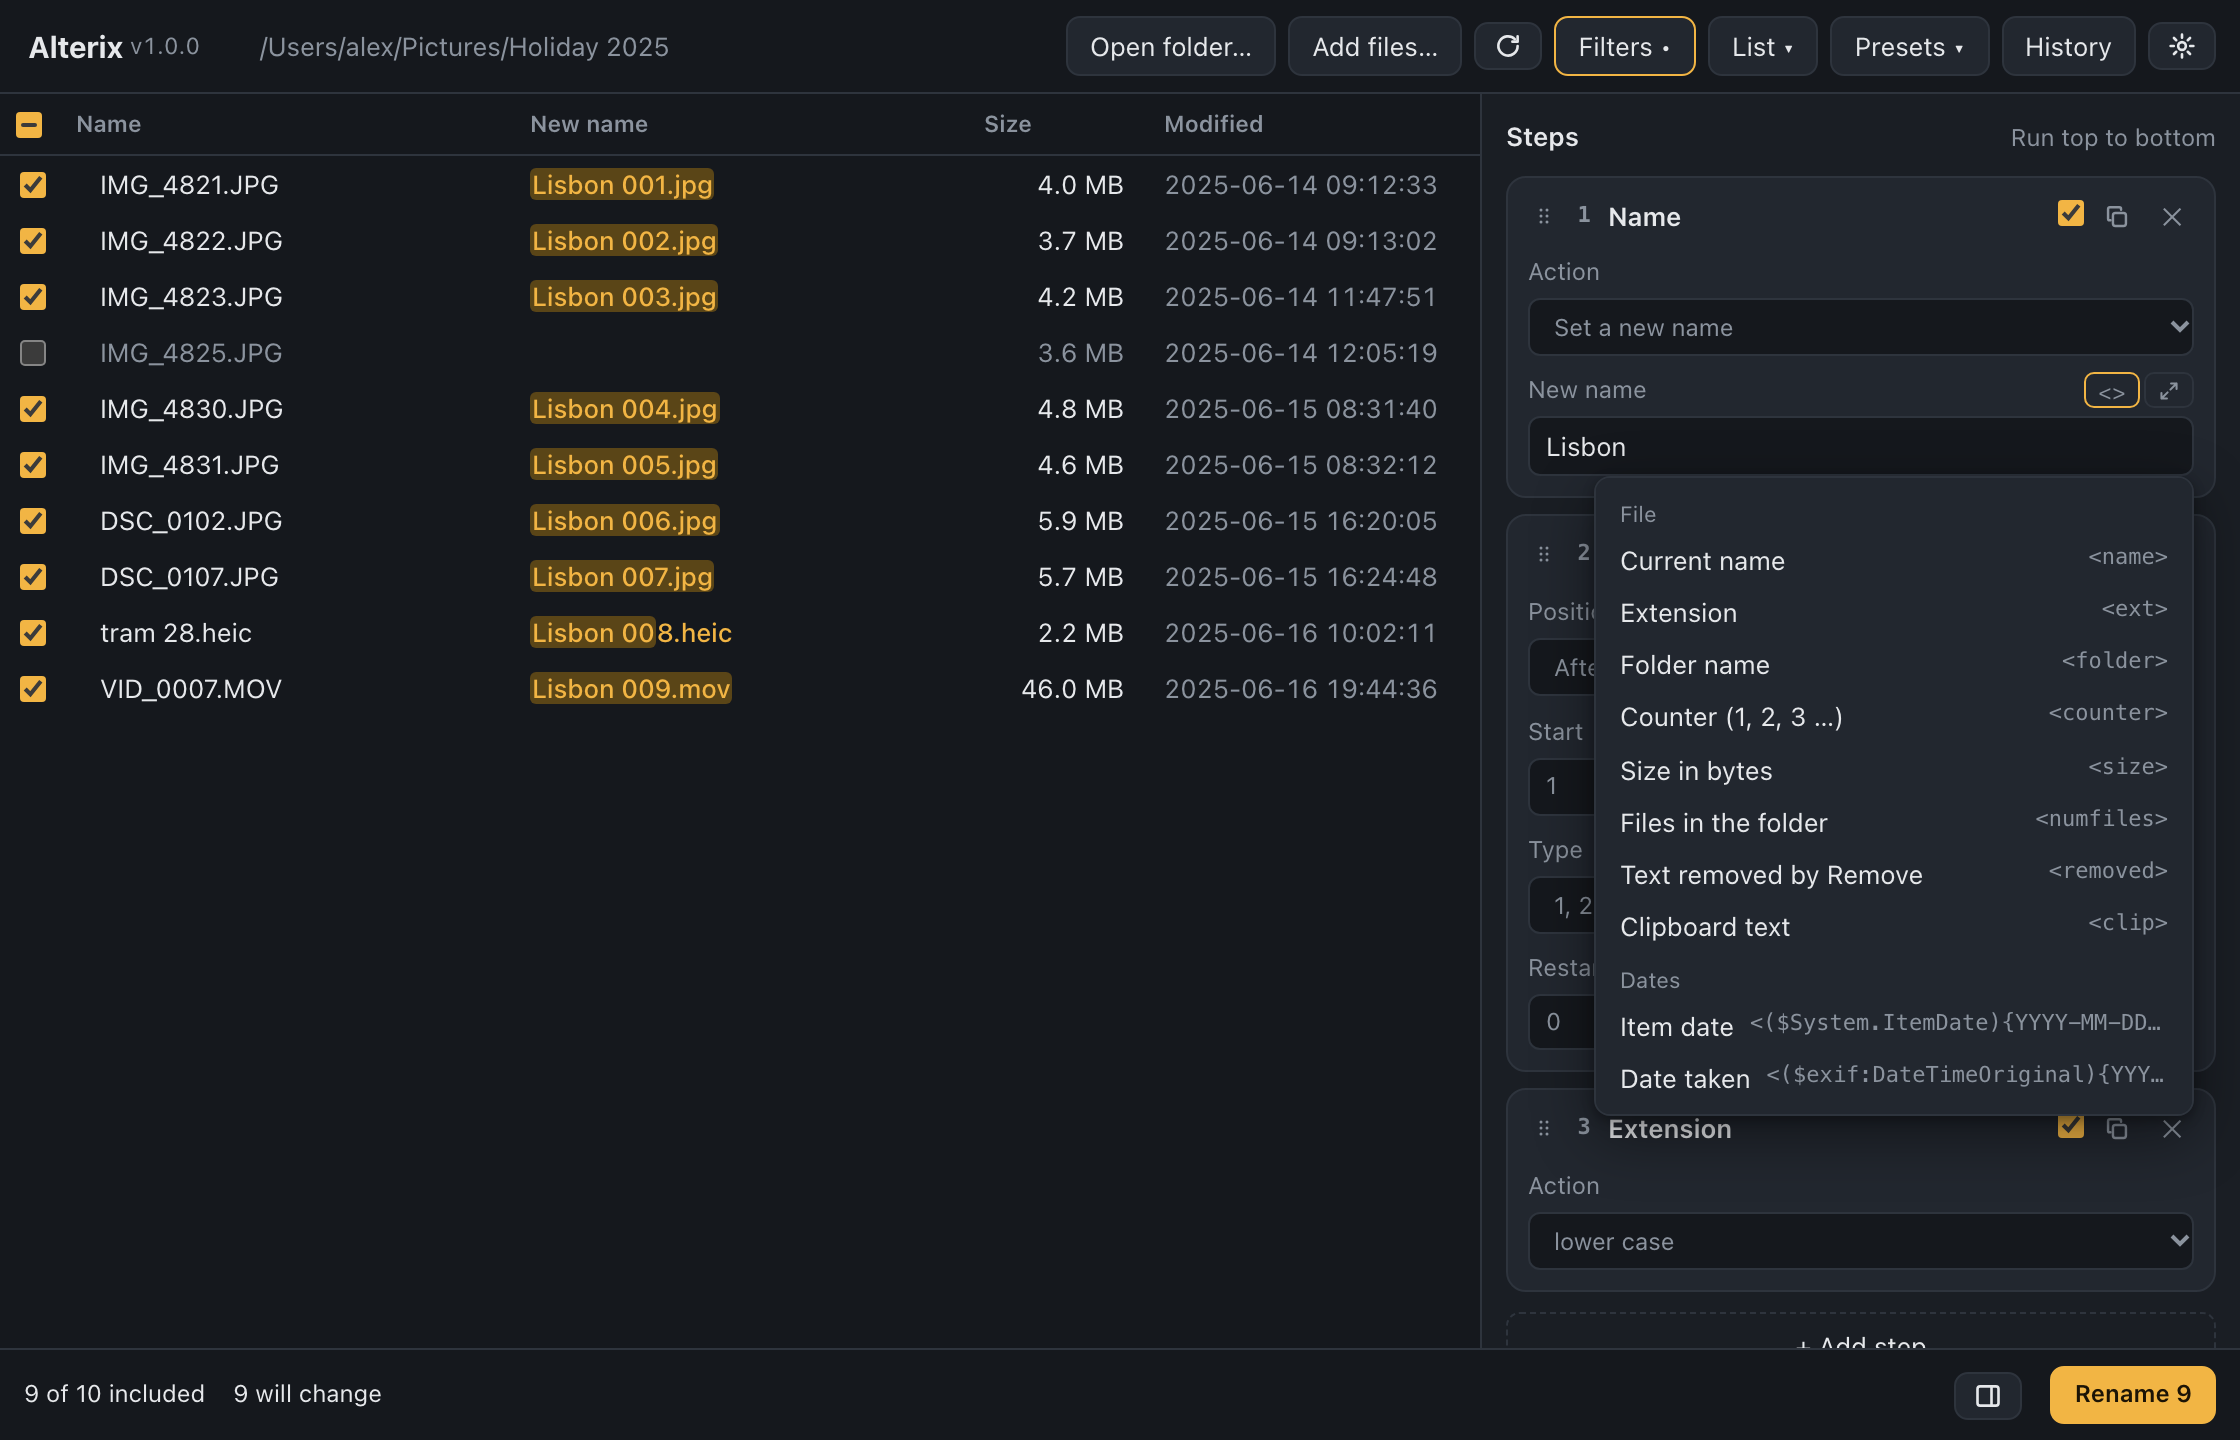 Alterix v1.0.0 /Users/alex/Pictures/Holiday 2025 Open folder... Add files... Filters • List ▾ Presets ▾ History
Name New name Size Modified
IMG_4821.JPG Lisbon 001.jpg 4.0 MB 2025-06-14 09:12:33
IMG_4822.JPG Lisbon 002.jpg 3.7 MB 2025-06-14 09:13:02
IMG_4823.JPG Lisbon 003.jpg 4.2 MB 2025-06-14 11:47:51
IMG_4825.JPG 3.6 MB 2025-06-14 12:05:19
IMG_4830.JPG Lisbon 004.jpg 4.8 MB 2025-06-15 08:31:40
IMG_4831.JPG Lisbon 005.jpg 4.6 MB 2025-06-15 08:32:12
DSC_0102.JPG Lisbon 006.jpg 5.9 MB 2025-06-15 16:20:05
DSC_0107.JPG Lisbon 007.jpg 5.7 MB 2025-06-15 16:24:48
tram 28.heic Lisbon 008.heic 2.2 MB 2025-06-16 10:02:11
VID_0007.MOV Lisbon 009.mov 46.0 MB 2025-06-16 19:44:36
Steps Run top to bottom
1 Name
Action
Set a new name
New name <>
Lisbon
File
Current name <name>
Extension <ext>
Folder name <folder>
Counter (1, 2, 3 ...) <counter>
Size in bytes <size>
Files in the folder <numfiles>
Text removed by Remove <removed>
Clipboard text <clip>
Dates
Item date <($System.ItemDate){YYYY-MM-DD…
Date taken <($exif:DateTimeOriginal){YYY…
2
Start
1
Type
1, 2
0
3 Extension
Action
lower case
+ Add step
9 of 10 included 9 will change Rename 9